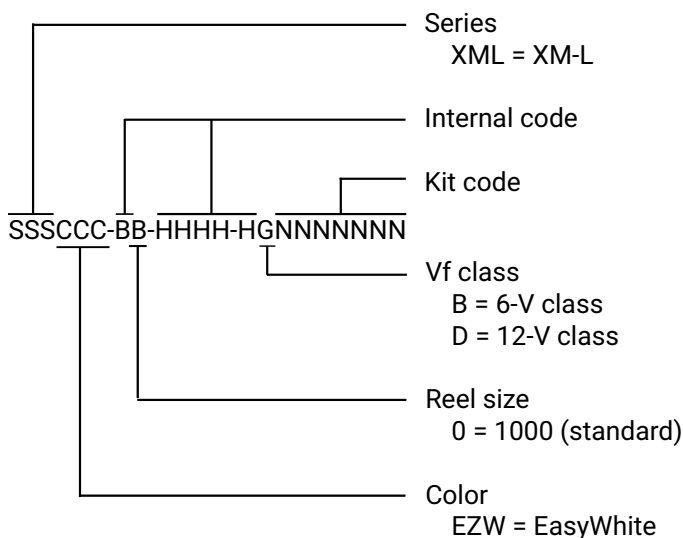 Series
XML = XM-L
Internal code
Kit code
SSSCCC-BB-HHHH-HGNNNNNNN
Vf class
B = 6-V class
D = 12-V class
Reel size
0 = 1000 (standard)
Color
EZW = EasyWhite